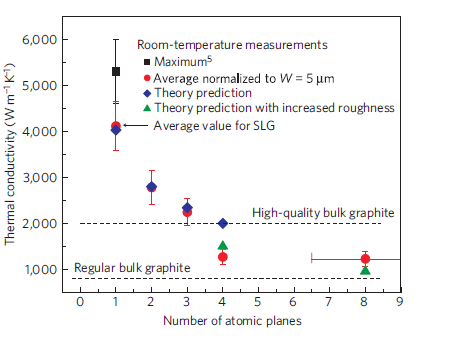 6,000
5,000
4,000
3,000
2,000
1,000
Thermal conductivity (W m⁻¹ K⁻¹)
Room-temperature measurements
Maximum⁵
Average normalized to W = 5 µm
Theory prediction
Theory prediction with increased roughness
Average value for SLG
High-quality bulk graphite
Regular bulk graphite
0 1 2 3 4 5 6 7 8 9
Number of atomic planes